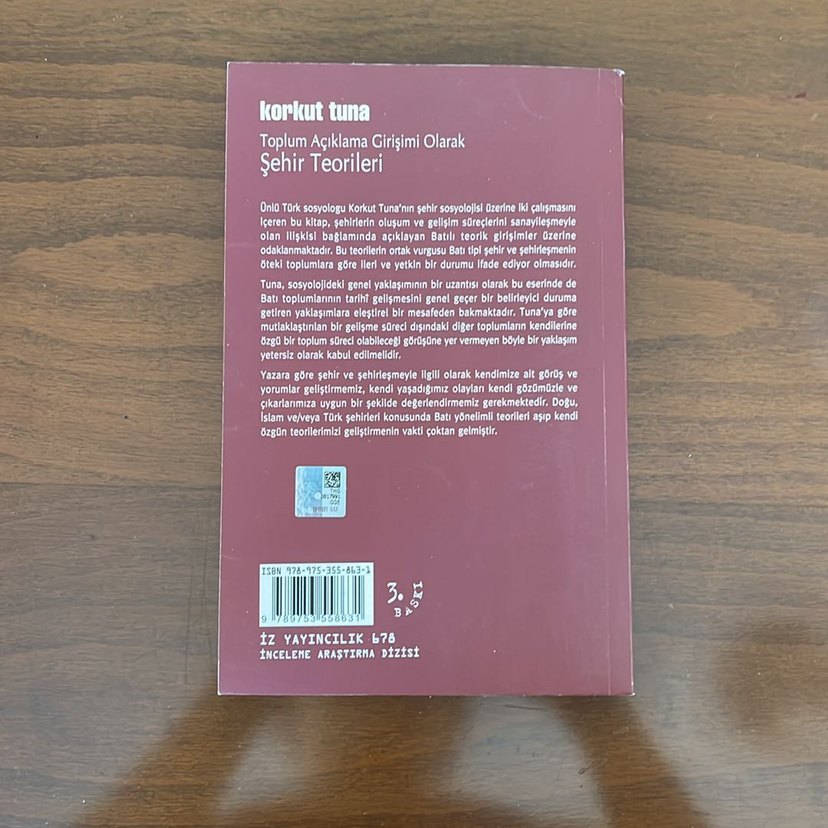 korkut tuna
Toplum Açıklama Girişimi Olarak
Şehir Teorileri
Ünlü Türk sosyologu Korkut Tuna'nın şehir sosyolojisi üzerine iki çalışmasını
içeren bu kitap, şehirlerin oluşum ve gelişim süreçlerini sanayileşmeyle
olan ilişkisi bağlamında açıklayan Batılı teorik girişimler üzerine
odaklanmaktadır. Bu teorilerin ortak vurgusu Batı tipi şehir ve şehirleşmenin
öteki toplumlara göre ileri ve yetkin bir durumu ifade ediyor olmasıdır.
Tuna, sosyolojideki genel yaklaşımının bir uzantısı olarak bu eserinde de
Batı toplumlarının tarihî gelişmesini genel geçer bir belirleyici duruma
getiren yaklaşımlara eleştirel bir mesafeden bakmaktadır. Tuna'ya göre
mutlaklaştırılan bir gelişme süreci dışındaki diğer toplumların kendilerine
özgü bir toplum süreci olabileceği görüşüne yer vermeyen böyle bir yaklaşım
yetersiz olarak kabul edilmelidir.
Yazara göre şehir ve şehirleşmeyle ilgili olarak kendimize ait görüş ve
yorumlar geliştirmemiz, kendi yaşadığımız olayları kendi gözümüzle ve
çıkarlarımıza uygun bir şekilde değerlendirmemiz gerekmektedir. Doğu,
İslam ve/veya Türk şehirleri konusunda Batı yönelimli teorileri aşıp kendi
özgün teorilerimizi geliştirmenin vakti çoktan gelmiştir.
ISBN 978-975-355-863-1
9 789753 558631
3.
BASKI
İZ YAYINCILIK 678
İNCELEME ARAŞTIRMA DİZİSİ